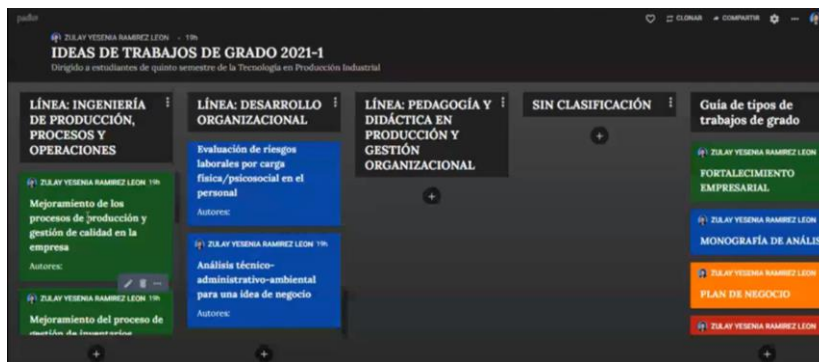 padlet
CLONAR
COMPARTIR
ZULAY YESENIA RAMIREZ LEON • 19h
IDEAS DE TRABAJOS DE GRADO 2021-1
Dirigido a estudiantes de quinto semestre de la Tecnología en Producción Industrial
LÍNEA: INGENIERÍA
DE PRODUCCIÓN,
PROCESOS Y
OPERACIONES
ZULAY YESENIA RAMIREZ LEON 19h
Mejoramiento de los
procesos de producción y
gestión de calidad en la
empresa
Autores:
ZULAY YESENIA RAMIREZ LEON 19h
Mejoramiento del proceso de
gestión de inventarios
LÍNEA: DESARROLLO
ORGANIZACIONAL
Evaluación de riesgos
laborales por carga
física/psicosocial en el
personal
Autores:
ZULAY YESENIA RAMIREZ LEON 19h
Análisis técnico-
administrativo-ambiental
para una idea de negocio
Autores:
LÍNEA: PEDAGOGÍA Y
DIDÁCTICA EN
PRODUCCIÓN Y
GESTIÓN
ORGANIZACIONAL
SIN CLASIFICACIÓN
Guía de tipos de
trabajos de grado
ZULAY YESENIA RAMIREZ LEON
FORTALECIMIENTO
EMPRESARIAL
ZULAY YESENIA RAMIREZ LEON
MONOGRAFÍA DE ANÁLIS
ZULAY YESENIA RAMIREZ LEON
PLAN DE NEGOCIO
ZULAY YESENIA RAMIREZ LEON